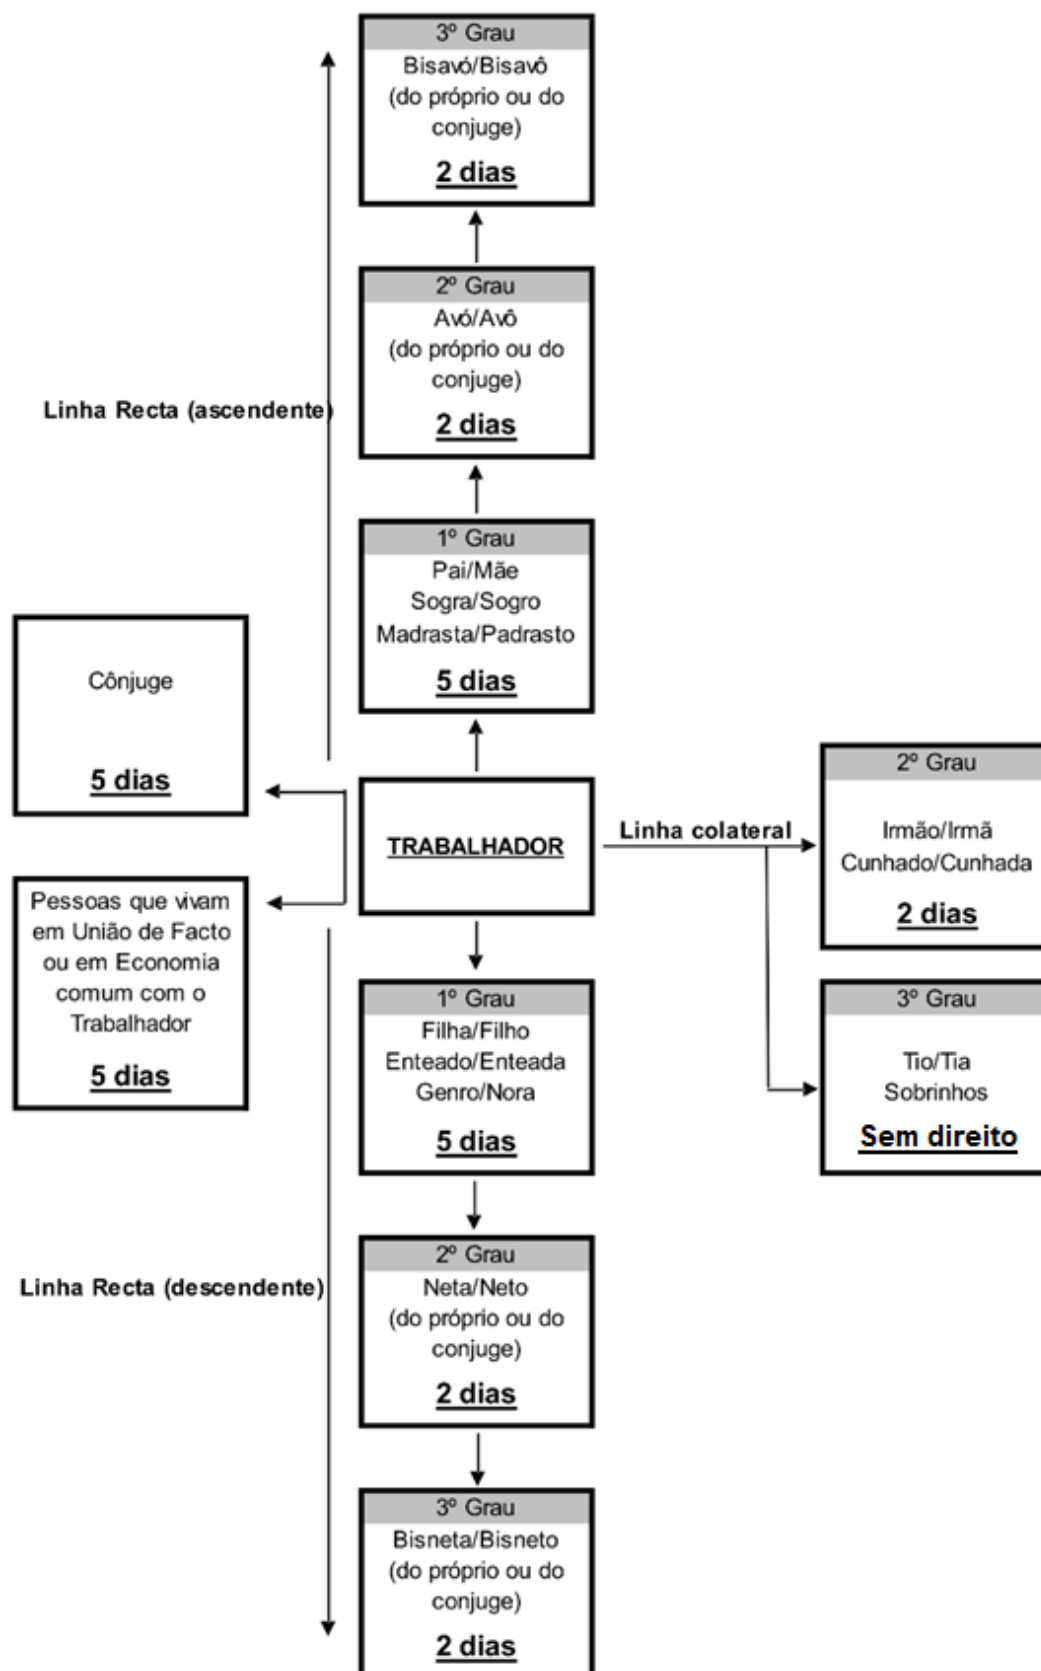 3º Grau
Bisavó/Bisavô
(do próprio ou do
conjuge)
2 dias
2º Grau
Avó/Avô
(do próprio ou do
conjuge)
2 dias
Linha Recta (ascendente)
1º Grau
Pai/Mãe
Sogra/Sogro
Madrasta/Padrasto
5 dias
Cônjuge
5 dias
TRABALHADOR
Linha colateral
2º Grau
Irmão/Irmã
Cunhado/Cunhada
2 dias
Pessoas que vivam
em União de Facto
ou em Economia
comum com o
Trabalhador
5 dias
1º Grau
Filha/Filho
Enteado/Enteada
Genro/Nora
5 dias
3º Grau
Tio/Tia
Sobrinhos
Sem direito
Linha Recta (descendente)
2º Grau
Neta/Neto
(do próprio ou do
conjuge)
2 dias
3º Grau
Bisneta/Bisneto
(do próprio ou do
conjuge)
2 dias